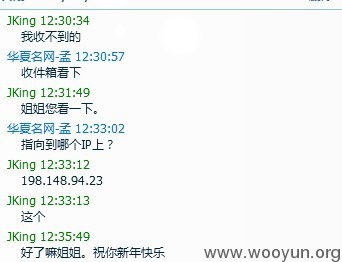 JKing 12:30:34
我收不到的
华夏名网-孟 12:30:57
收件箱看下
JKing 12:31:49
姐姐您看一下。
华夏名网-孟 12:33:02
指向到哪个IP上？
JKing 12:33:12
198.148.94.23
JKing 12:33:13
这个
JKing 12:35:49
好了嘛姐姐。祝你新年快乐
www.wooyun.org